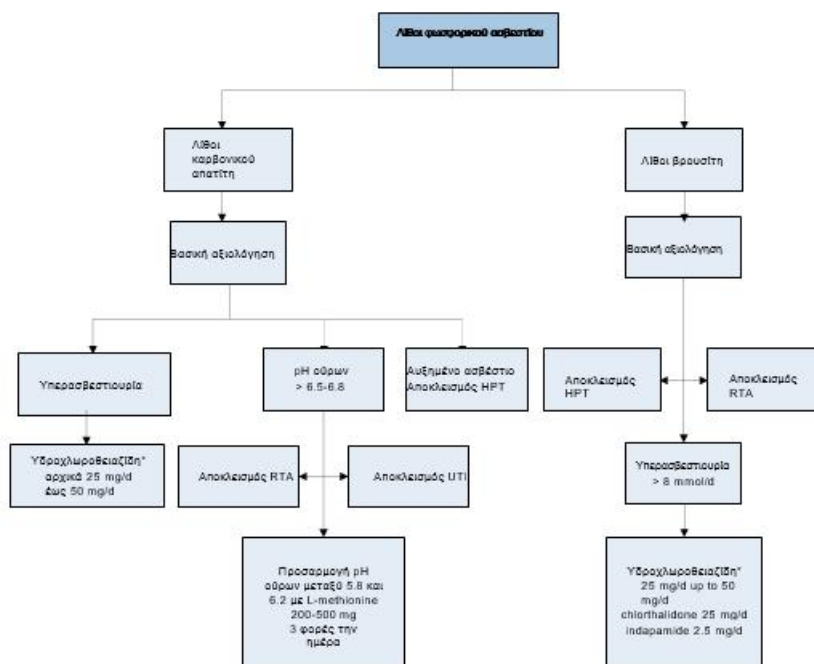 Λίθοι φωσφορικού ασβεστίου
Λίθοι
καρβονικού
απατίτη
Λίθοι βρουσίτη
Βασική αξιολόγηση
Βασική αξιολόγηση
Υπερασβεστιουρία
pH ούρων
> 6.5-6.8
Αυξημένο ασβέστιο
Αποκλεισμός HPT
Αποκλεισμός
HPT
Αποκλεισμός
RTA
Υδροχλωροθειαζίδη*
αρχικά 25 mg/d
έως 50 mg/d
Αποκλεισμός RTA
Αποκλεισμός UTI
Υπερασβεστιουρία
> 8 mmol/d
Προσαρμογή pH
ούρων μεταξύ 5.8 και
6.2 με L-methionine
200-500 mg
3 φορές την
ημέρα
Υδροχλωροθειαζίδη*
25 mg/d up to 50
mg/d
chlorthalidone 25 mg/d
indapamide 2.5 mg/d